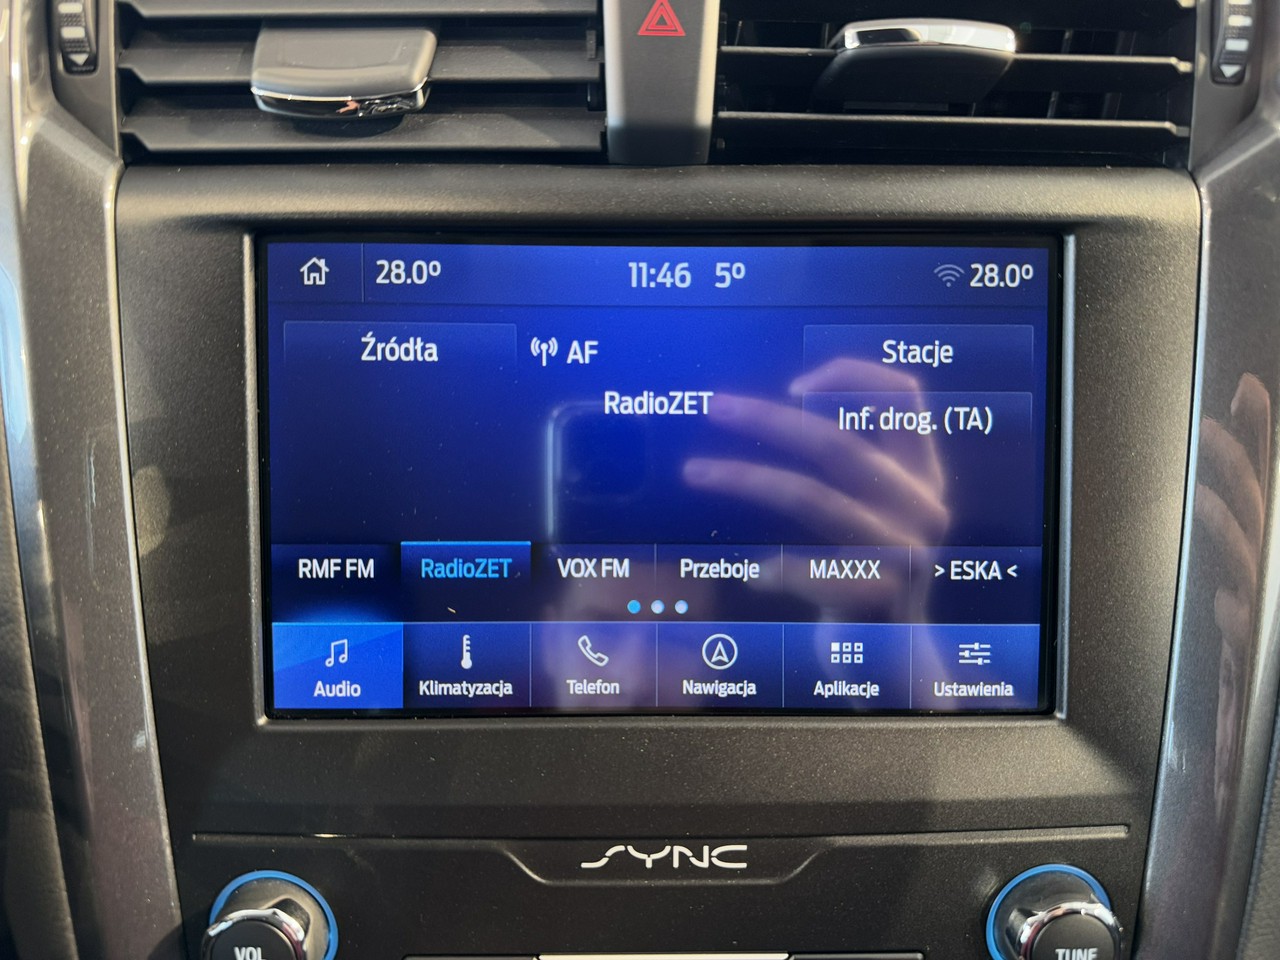 28.0° 11:46 5° 28.0°
Źródła AF Stacje
RadioZET
Inf. drog. (TA)
RMF FM RadioZET VOX FM Przeboje MAXXX > ESKA <
Audio Klimatyzacja Telefon Nawigacja Aplikacje Ustawienia
SYNC
VOL TUNE